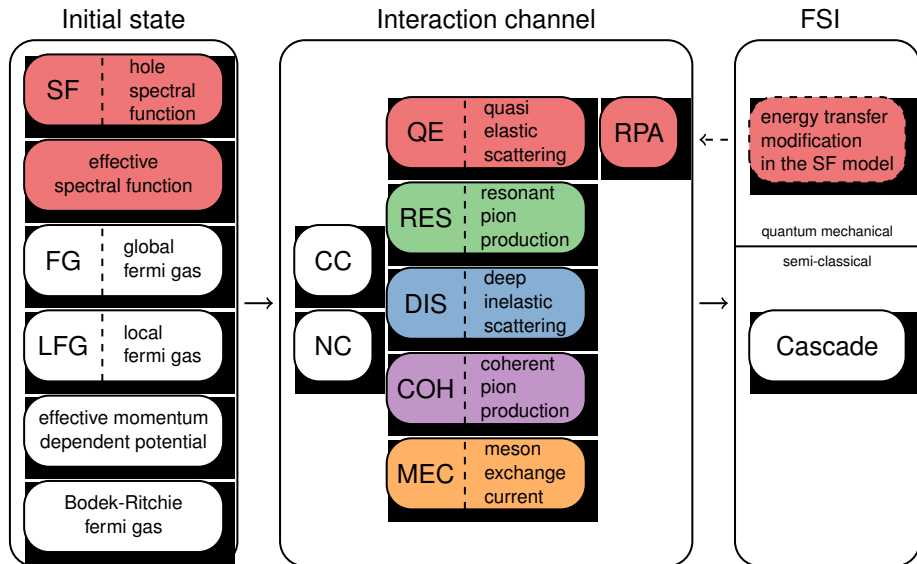 Initial state
SF
hole
spectral
function
effective
spectral function
FG
global
fermi gas
LFG
local
fermi gas
effective momentum
dependent potential
Bodek-Ritchie
fermi gas
Interaction channel
CC
NC
QE
quasi
elastic
scattering
RPA
RES
resonant
pion
production
DIS
deep
inelastic
scattering
COH
coherent
pion
production
MEC
meson
exchange
current
FSI
energy transfer
modification
in the SF model
quantum mechanical
semi-classical
Cascade